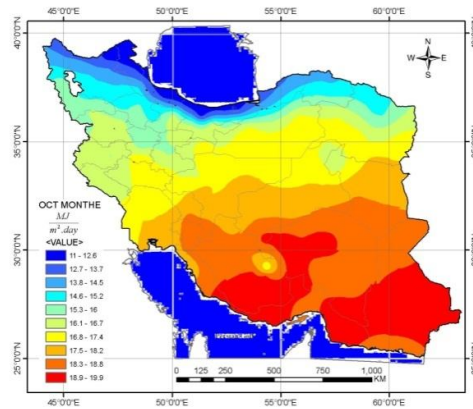 45°0'0"E 50°0'0"E 55°0'0"E 60°0'0"E
40°0'0"N
N
W E
S
35°0'0"N
OCT MONTHE
MJ
m².day
<VALUE>
11 - 12.6
12.7 - 13.7
13.8 - 14.5
14.6 - 15.2
15.3 - 16
16.1 - 16.7
16.8 - 17.4
17.5 - 18.2
18.3 - 18.8
18.9 - 19.9
30°0'0"N
25°0'0"N
0 125 250 500 750 1,000
KM
45°0'0"E 50°0'0"E 55°0'0"E 60°0'0"E